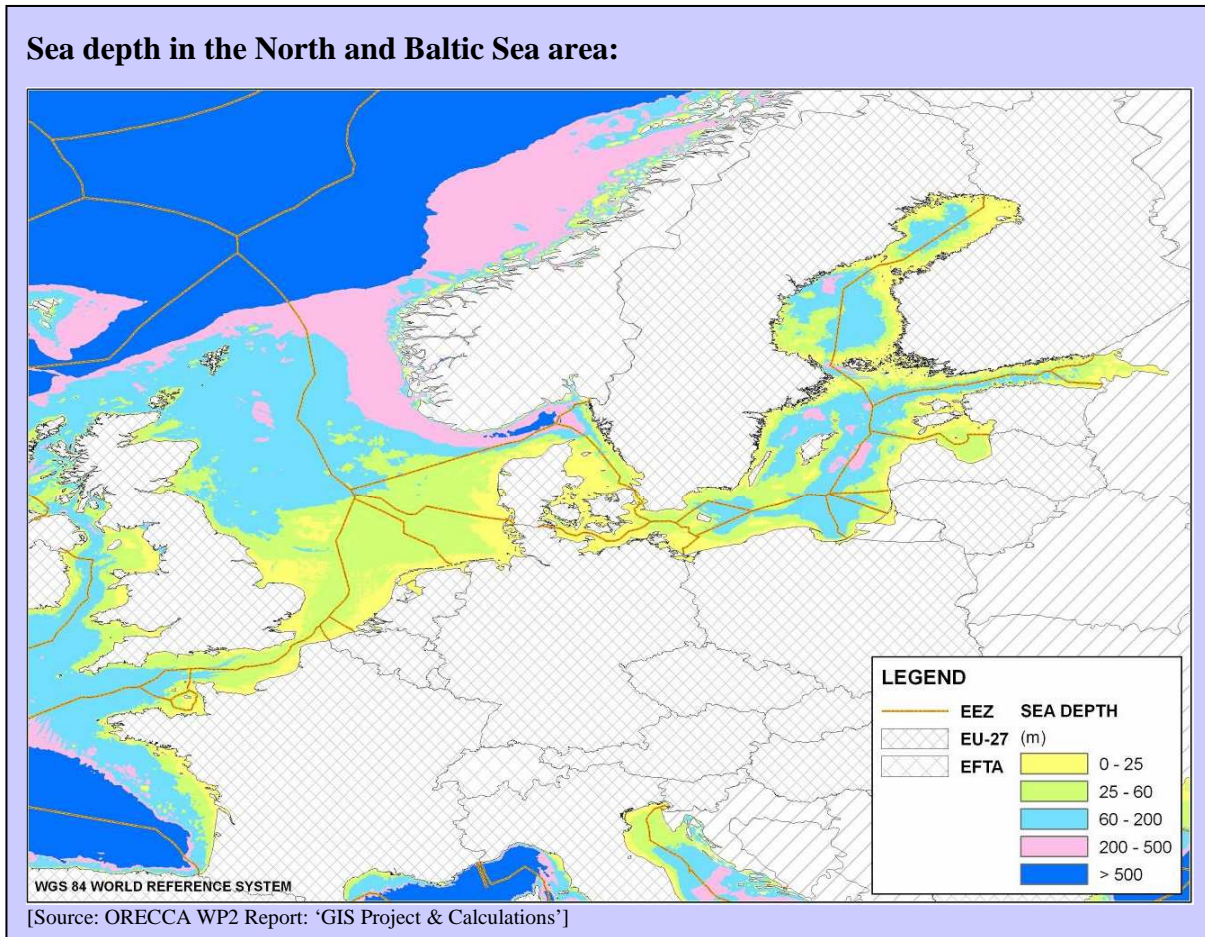 Sea depth in the North and Baltic Sea area:
LEGEND
EEZ
EU-27
EFTA
SEA DEPTH
(m)
0 - 25
25 - 60
60 - 200
200 - 500
> 500
WGS 84 WORLD REFERENCE SYSTEM
[Source: ORECCA WP2 Report: ‘GIS Project & Calculations’]